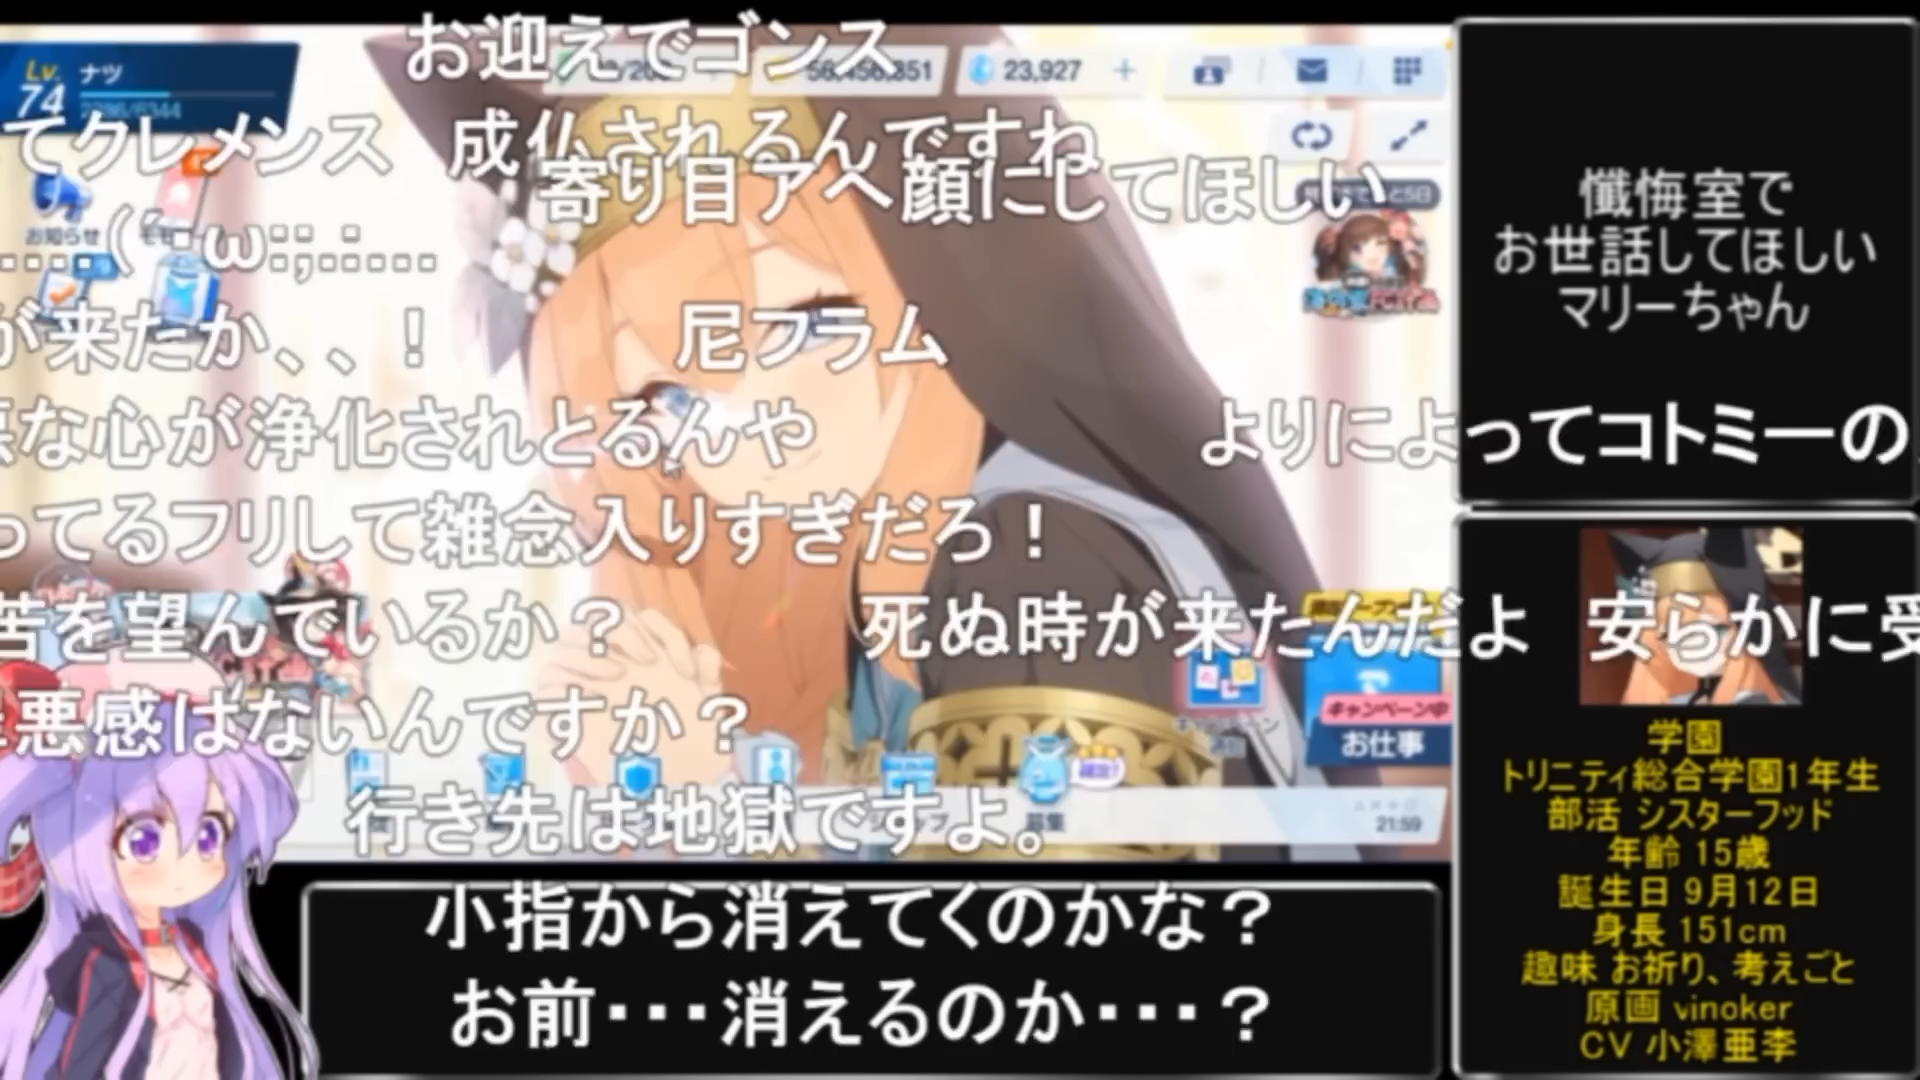 お迎えでゴンス
Lv.
74
ナツ
56,456,851
23,927
てクレメンス
成仏されるんですね
寄り目アヘ顔にしてほしい
お知らせ
....(´･ω:;.:...
が来たか、、！
尼フラム
な心が浄化されとるんや
よりによってコトミーの
ってるフリして雑念入りすぎだろ！
苦を望んでいるか？
死ぬ時が来たんだよ
安らかに受
悪感はないんですか？
キャンペーン中
お仕事
行き先は地獄ですよ。
募集
21:59
小指から消えてくのかな？
お前・・・消えるのか・・・？
懺悔室で
お世話してほしい
マリーちゃん
学園
トリニティ総合学園1年生
部活 シスターフッド
年齢 15歳
誕生日 9月12日
身長 151cm
趣味 お祈り、考えごと
原画 vinoker
CV 小澤亜李